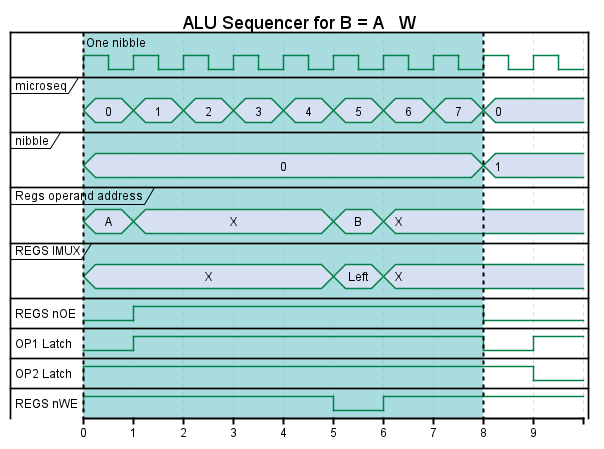 ALU Sequencer for B = A W
One nibble
microseq
0 1 2 3 4 5 6 7 0
nibble
0 1
Regs operand address
A X B X
REGS IMUX
X Left X
REGS nOE
OP1 Latch
OP2 Latch
REGS nWE
0 1 2 3 4 5 6 7 8 9